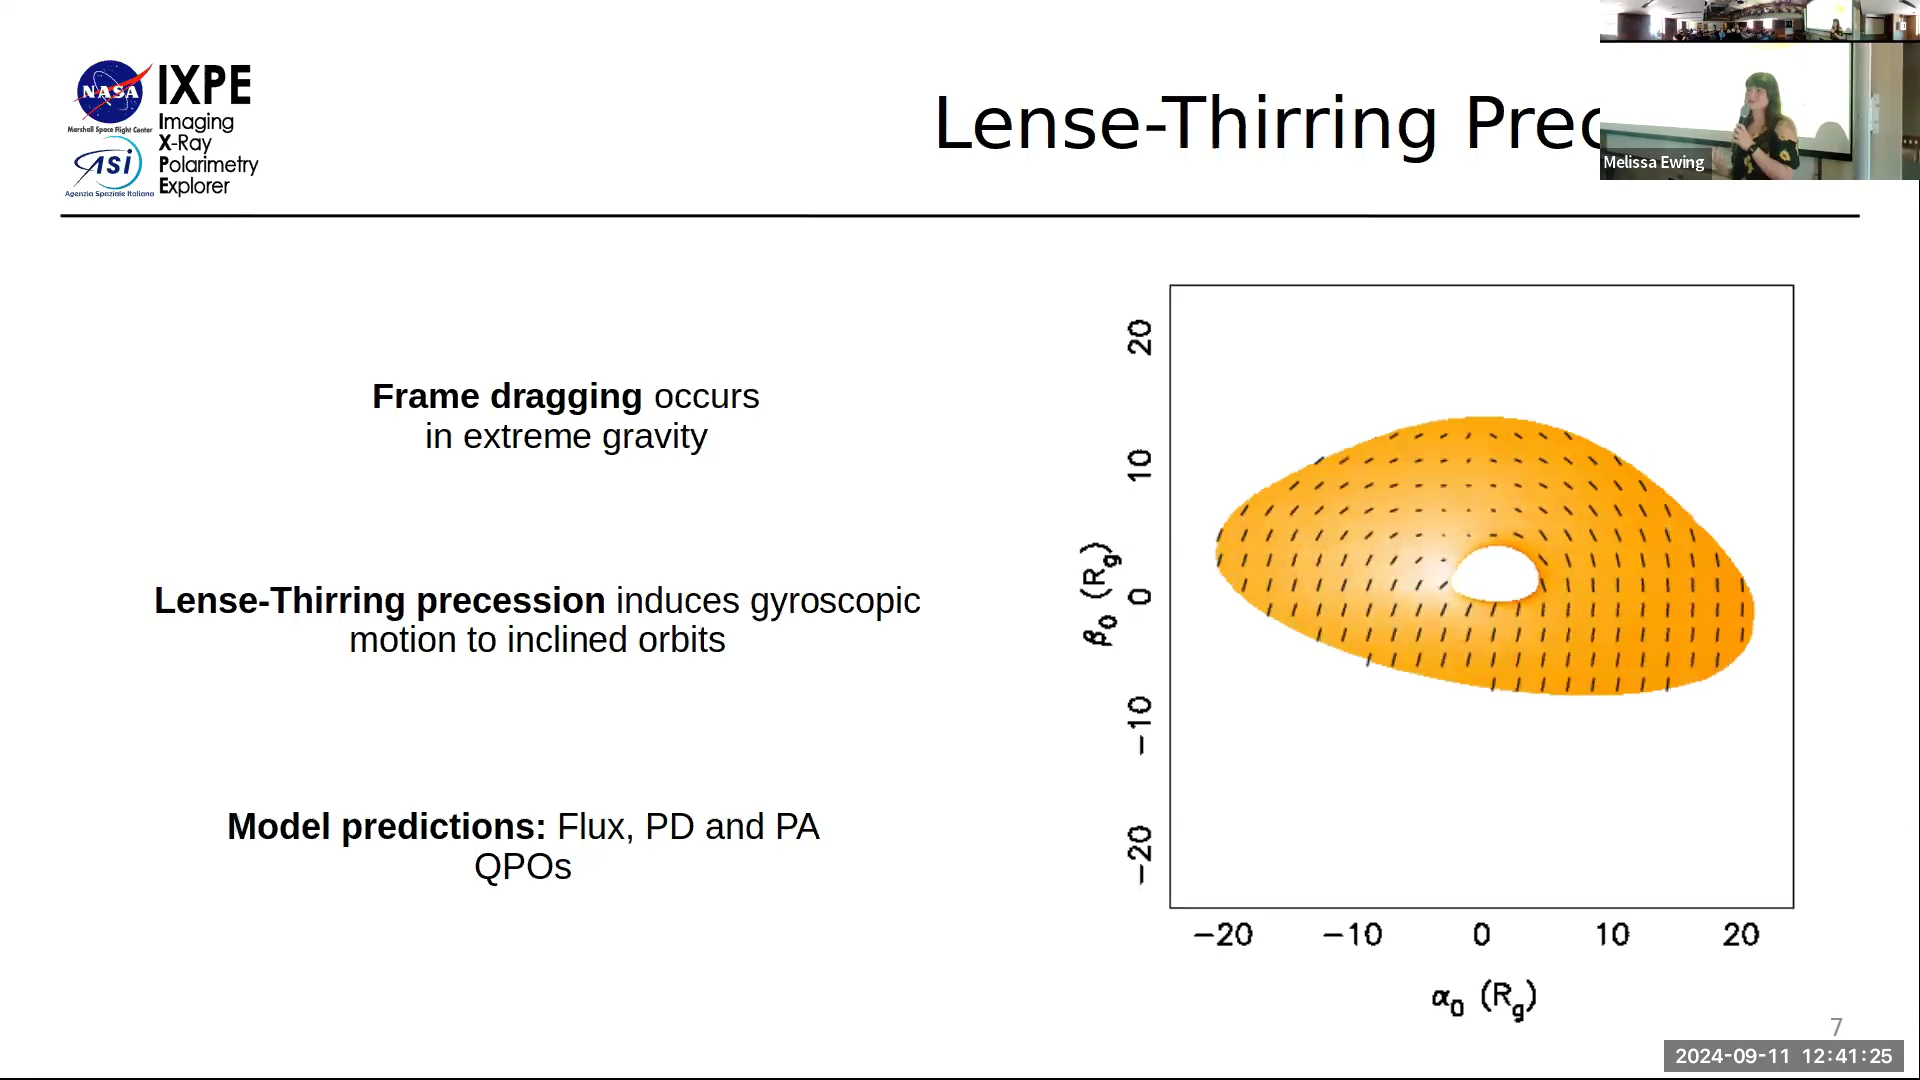 NASA
Marshall Space Flight Center
asi
Agenzia Spaziale Italiana
IXPE
Imaging
X-Ray
Polarimetry
Explorer
Lense-Thirring Prec
Melissa Ewing
Frame dragging occurs
in extreme gravity
Lense-Thirring precession induces gyroscopic
motion to inclined orbits
Model predictions: Flux, PD and PA
QPOs
20
10
0
−10
−20
β₀ (Rg)
−20 −10 0 10 20
α₀ (Rg)
7
2024-09-11 12:41:25